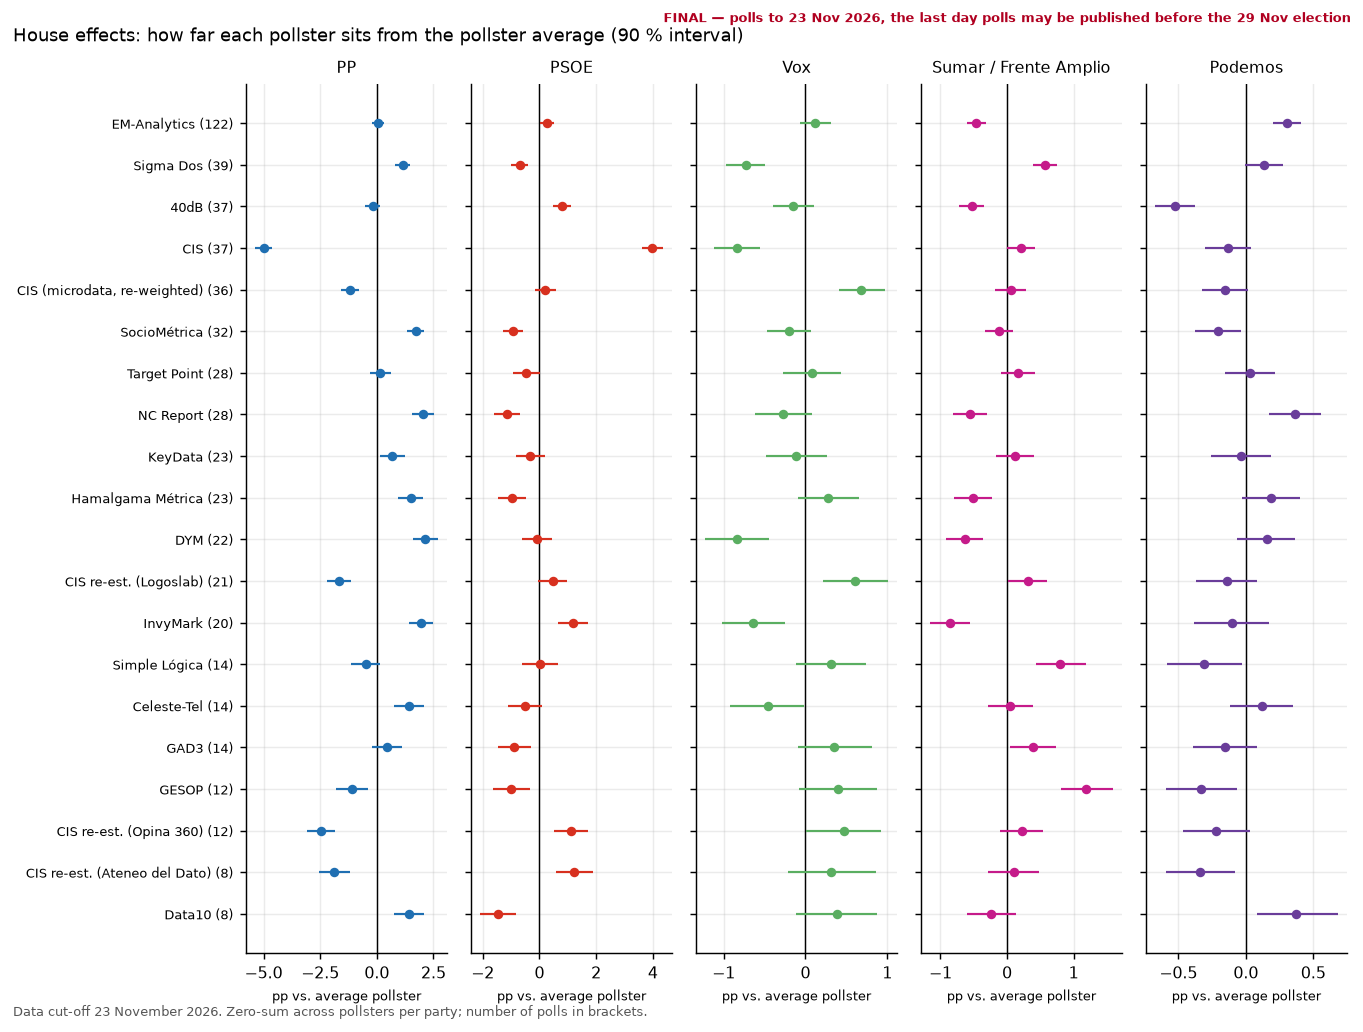 FINAL — polls to 23 Nov 2026, the last day polls may be published before the 29 Nov election
House effects: how far each pollster sits from the pollster average (90 % interval)
PP PSOE Vox Sumar / Frente Amplio Podemos
EM-Analytics (122)
Sigma Dos (39)
40dB (37)
CIS (37)
CIS (microdata, re-weighted) (36)
SocioMétrica (32)
Target Point (28)
NC Report (28)
KeyData (23)
Hamalgama Métrica (23)
DYM (22)
CIS re-est. (Logoslab) (21)
InvyMark (20)
Simple Lógica (14)
Celeste-Tel (14)
GAD3 (14)
GESOP (12)
CIS re-est. (Opina 360) (12)
CIS re-est. (Ateneo del Dato) (8)
Data10 (8)
−5.0 −2.5 0.0 2.5 −2 0 2 4 −1 0 1 −1 0 1 −0.5 0.0 0.5
pp vs. average pollster pp vs. average pollster pp vs. average pollster pp vs. average pollster pp vs. average pollster
Data cut-off 23 November 2026. Zero-sum across pollsters per party; number of polls in brackets.